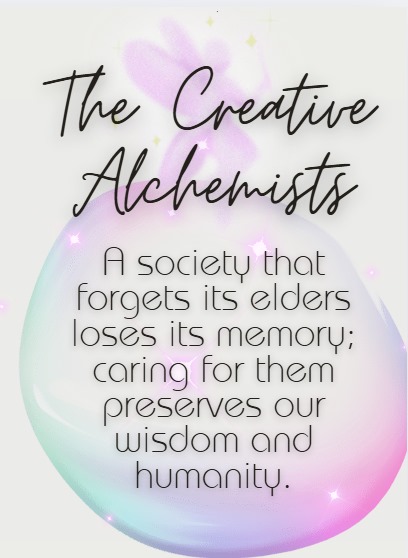 The Creative
Alchemists
A society that
forgets its elders
loses its memory;
caring for them
preserves our
wisdom and
humanity.